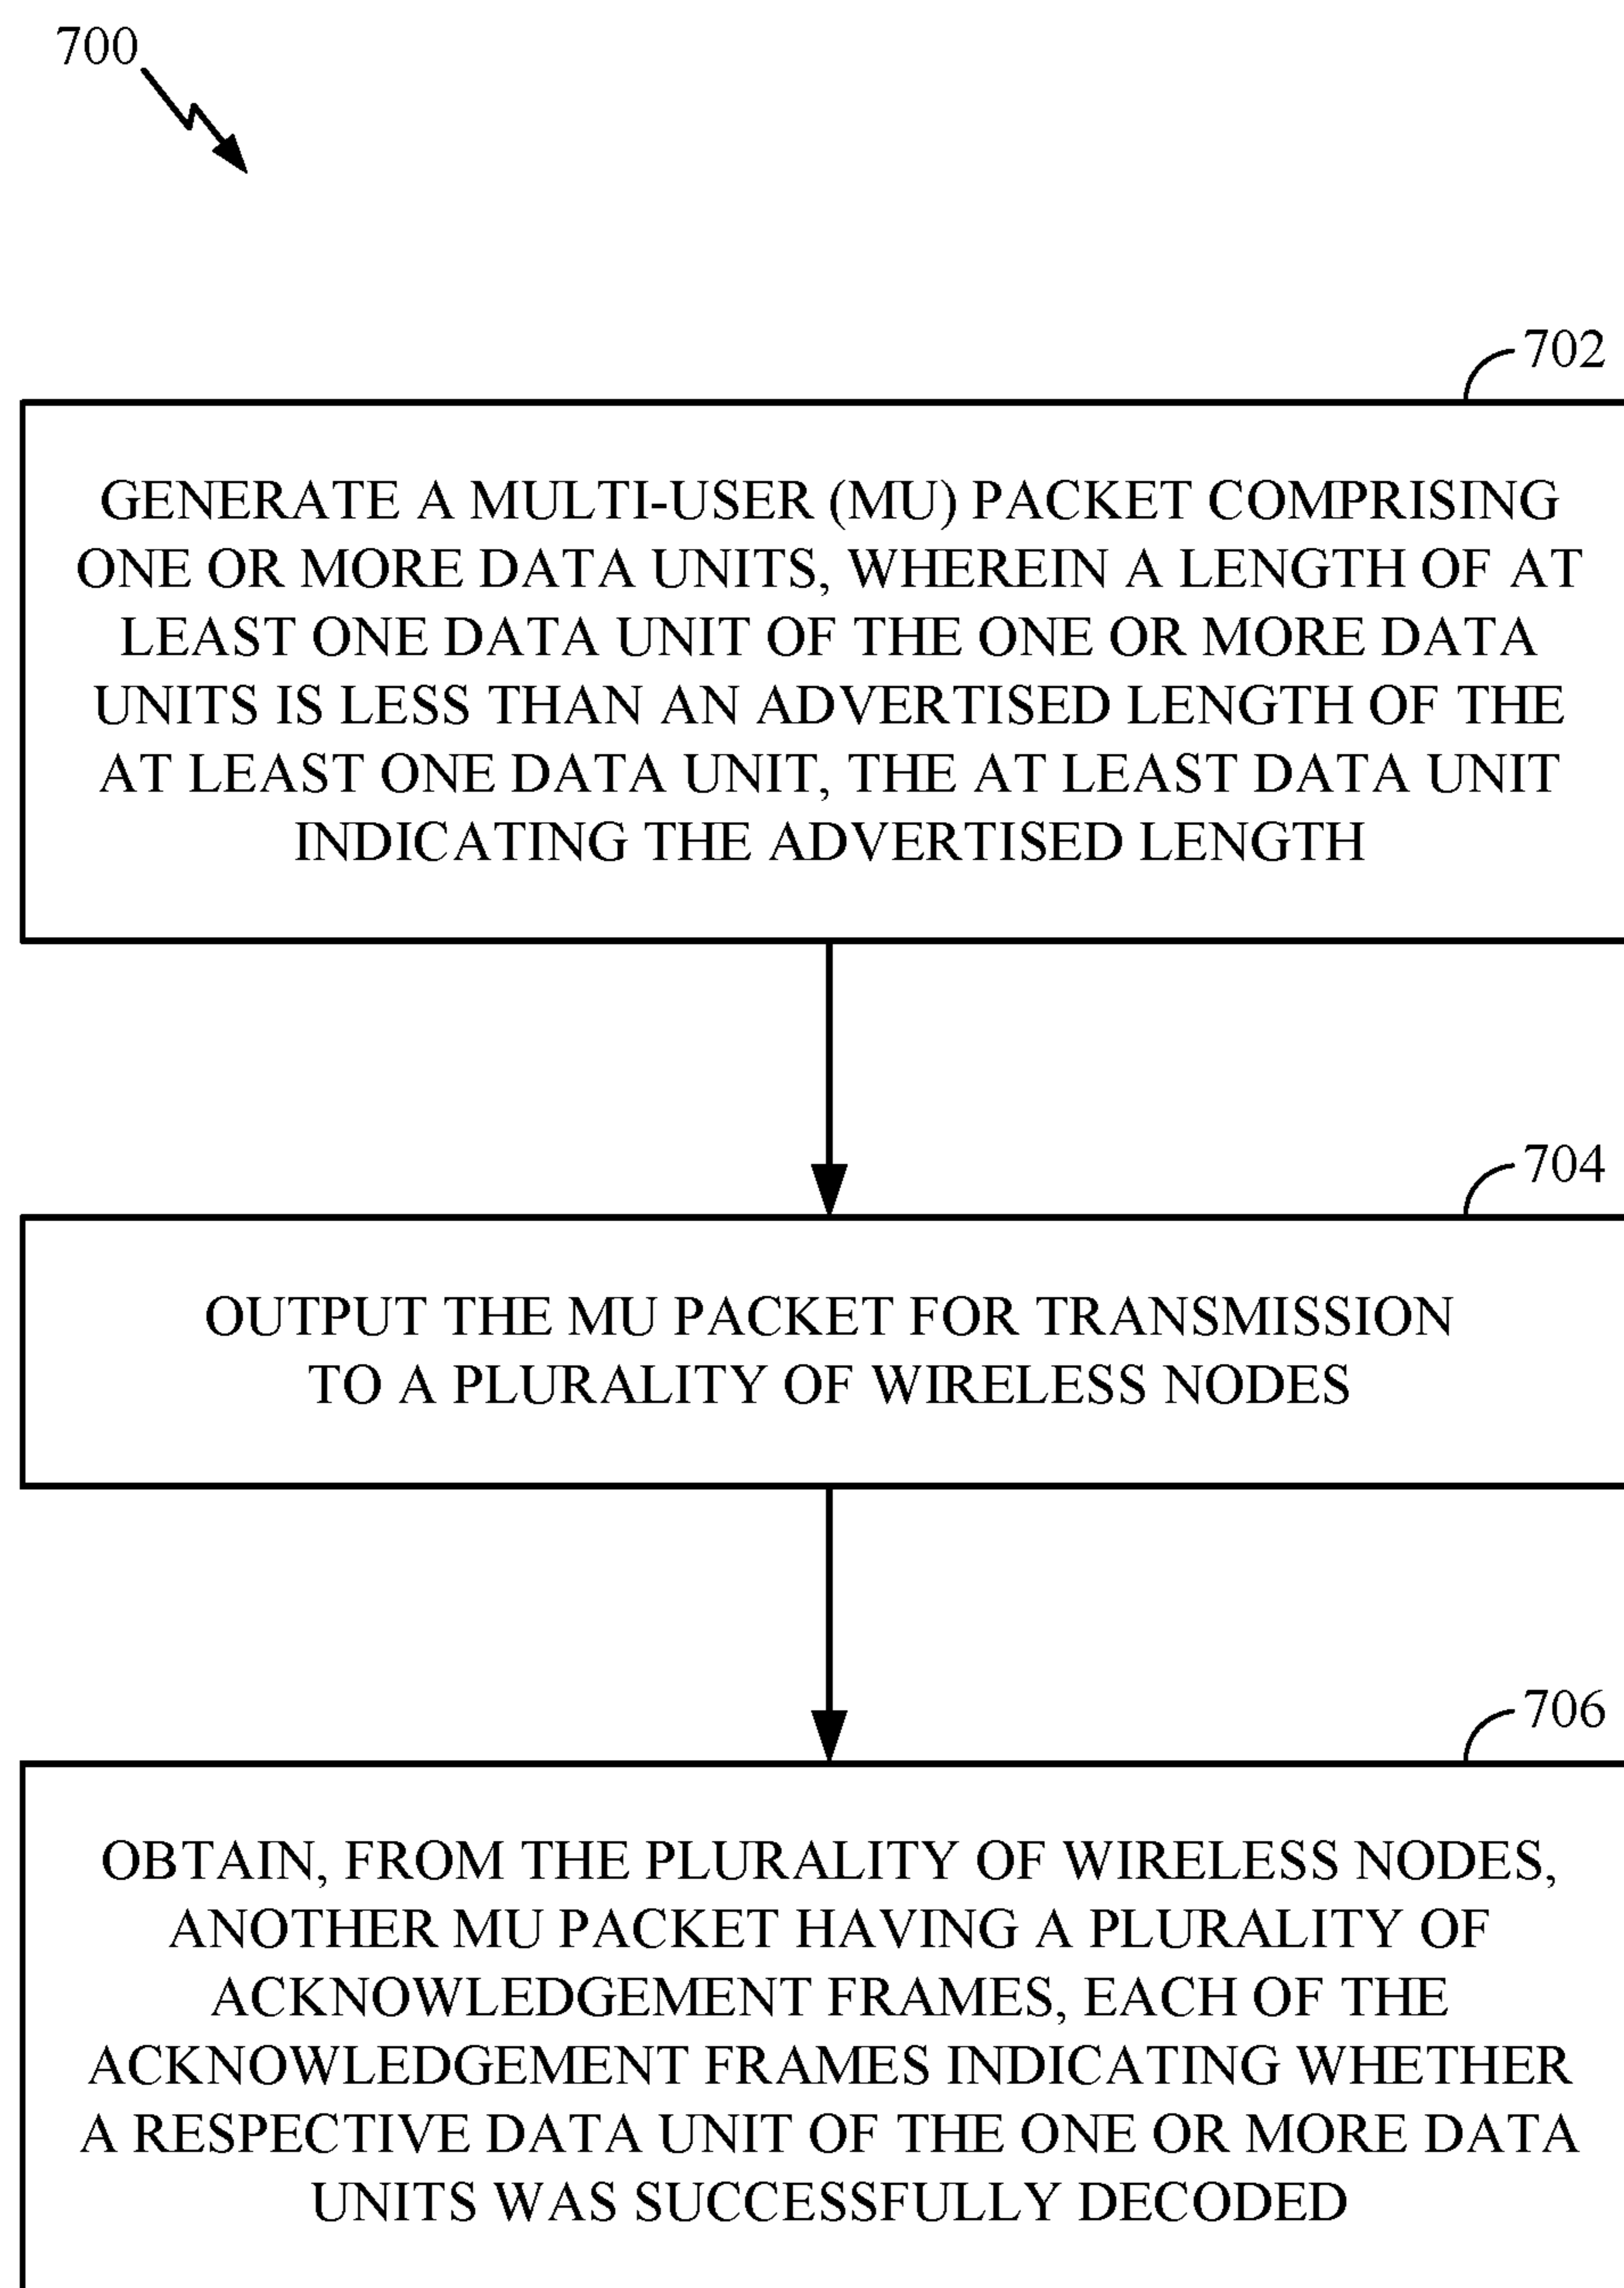 700
702
GENERATE A MULTI-USER (MU) PACKET COMPRISING
ONE OR MORE DATA UNITS, WHEREIN A LENGTH OF AT
LEAST ONE DATA UNIT OF THE ONE OR MORE DATA
UNITS IS LESS THAN AN ADVERTISED LENGTH OF THE
AT LEAST ONE DATA UNIT, THE AT LEAST DATA UNIT
INDICATING THE ADVERTISED LENGTH
704
OUTPUT THE MU PACKET FOR TRANSMISSION
TO A PLURALITY OF WIRELESS NODES
706
OBTAIN, FROM THE PLURALITY OF WIRELESS NODES,
ANOTHER MU PACKET HAVING A PLURALITY OF
ACKNOWLEDGEMENT FRAMES, EACH OF THE
ACKNOWLEDGEMENT FRAMES INDICATING WHETHER
A RESPECTIVE DATA UNIT OF THE ONE OR MORE DATA
UNITS WAS SUCCESSFULLY DECODED